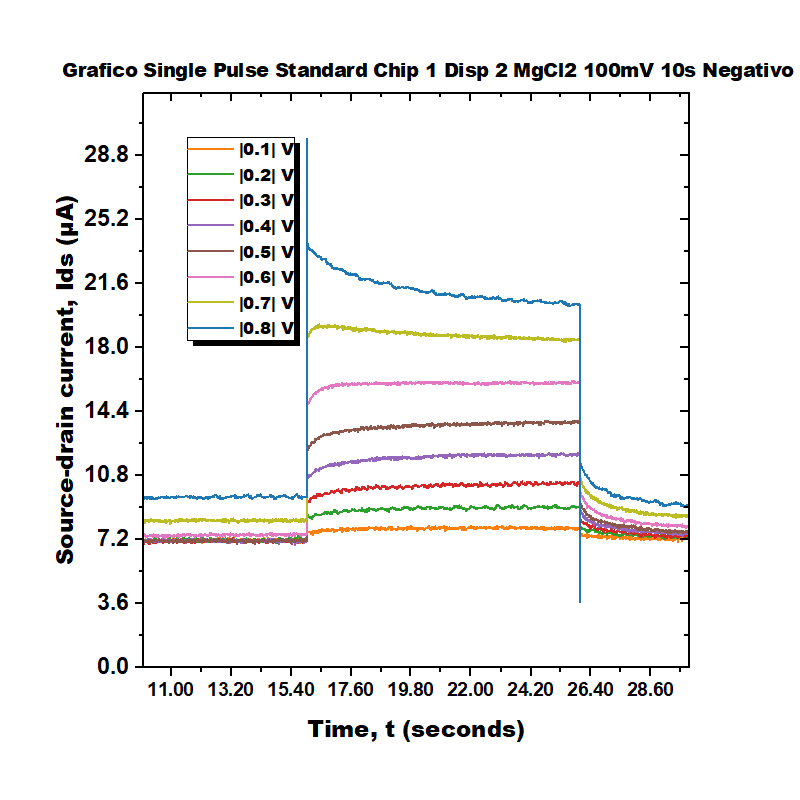 Grafico Single Pulse Standard Chip 1 Disp 2 MgCl2 100mV 10s Negativo
|0.1| V
|0.2| V
|0.3| V
|0.4| V
|0.5| V
|0.6| V
|0.7| V
|0.8| V
Source-drain current, Ids (µA)
28.8
25.2
21.6
18.0
14.4
10.8
7.2
3.6
0.0
11.00 13.20 15.40 17.60 19.80 22.00 24.20 26.40 28.60
Time, t (seconds)